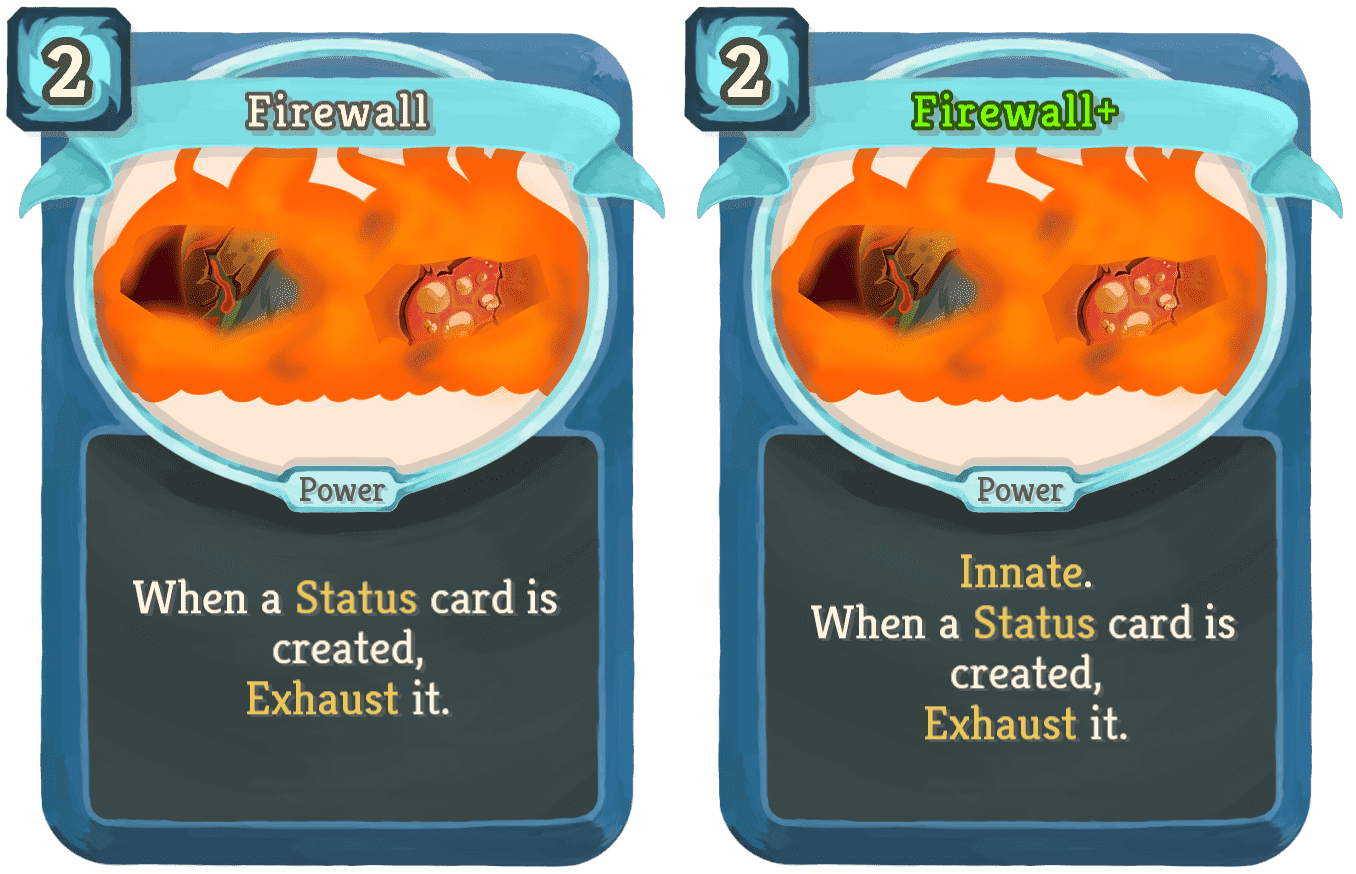 2
Firewall
Power
When a Status card is
created,
Exhaust it.
2
Firewall+
Power
Innate.
When a Status card is
created,
Exhaust it.